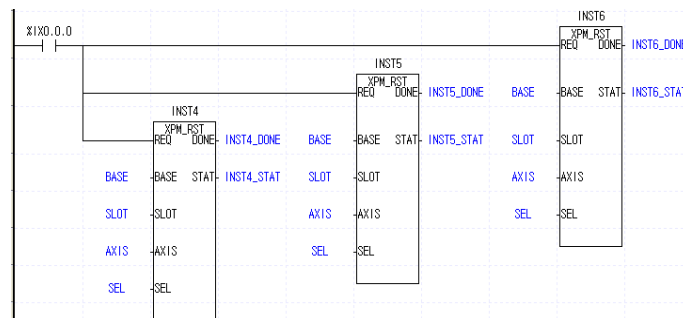 INST6
%IX0.0.0
XPM_RST
REQ DONE INST6_DONE
INST5
XPM_RST
REQ DONE INST5_DONE BASE BASE STAT INST6_STAT
INST4
XPM_RST
REQ DONE INST4_DONE BASE BASE STAT INST5_STAT SLOT SLOT
BASE BASE STAT INST4_STAT SLOT SLOT AXIS AXIS
SLOT SLOT AXIS AXIS SEL SEL
AXIS AXIS SEL SEL
SEL SEL